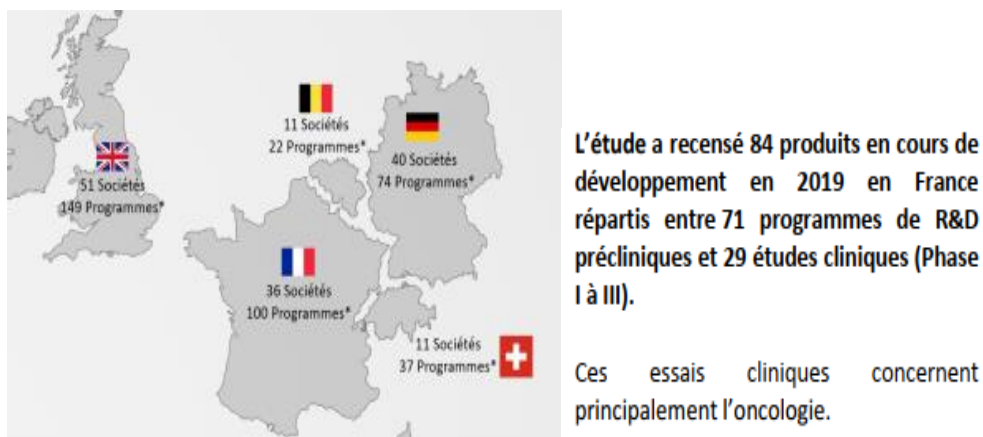 11 Sociétés
22 Programmes*
40 Sociétés
74 Programmes*
51 Sociétés
149 Programmes*
36 Sociétés
100 Programmes*
11 Sociétés
37 Programmes*
L'étude a recensé 84 produits en cours de
développement en 2019 en France
répartis entre 71 programmes de R&D
précliniques et 29 études cliniques (Phase
I à III).
Ces essais cliniques concernent
principalement l'oncologie.